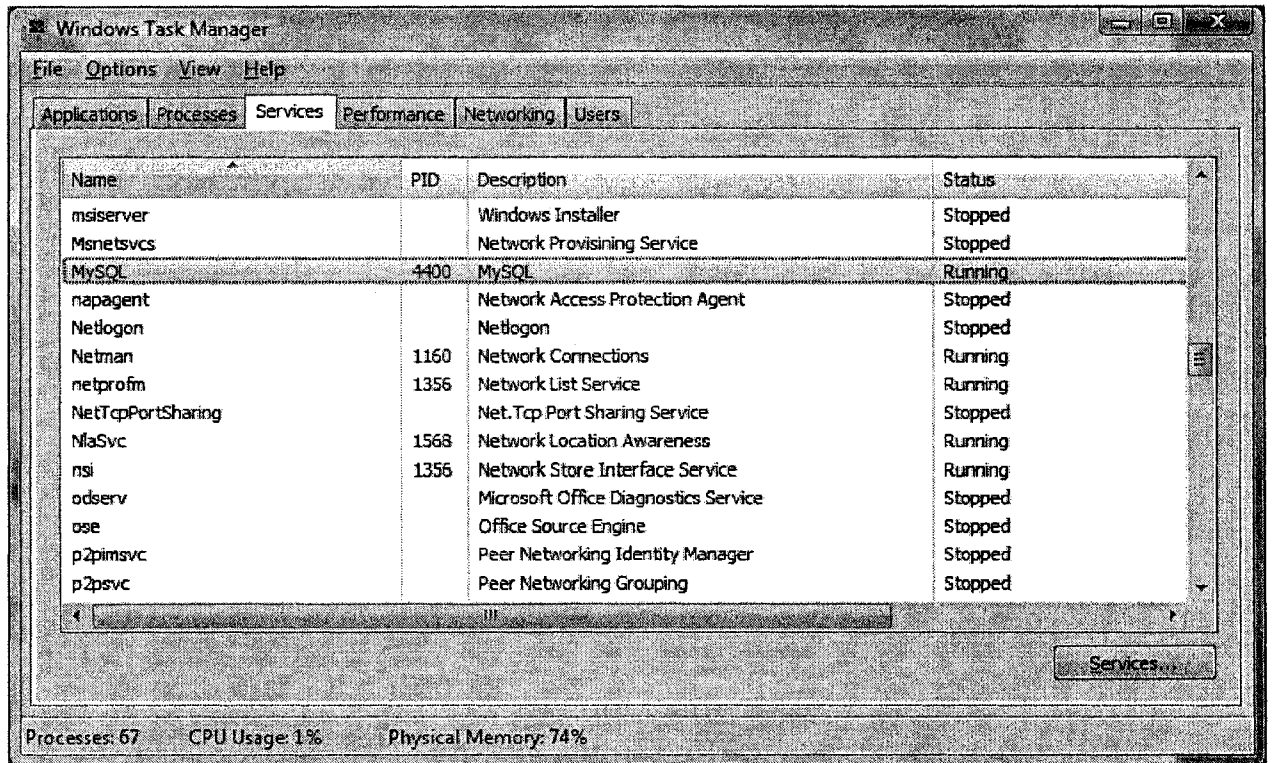 Windows Task Manager
File Options View Help
Applications Processes Services Performance Networking Users
Name PID Description Status
msiserver Windows Installer Stopped
Msnetsvcs Network Provisining Service Stopped
MySQL 4400 MySQL Running
napagent Network Access Protection Agent Stopped
Netlogon Netlogon Stopped
Netman 1160 Network Connections Running
netprofm 1356 Network List Service Running
NetTcpPortSharing Net.Tcp Port Sharing Service Stopped
NlaSvc 1568 Network Location Awareness Running
nsi 1356 Network Store Interface Service Running
odserv Microsoft Office Diagnostics Service Stopped
ose Office Source Engine Stopped
p2pimsvc Peer Networking Identity Manager Stopped
p2psvc Peer Networking Grouping Stopped
Services...
Processes: 67 CPU Usage: 1% Physical Memory: 74%